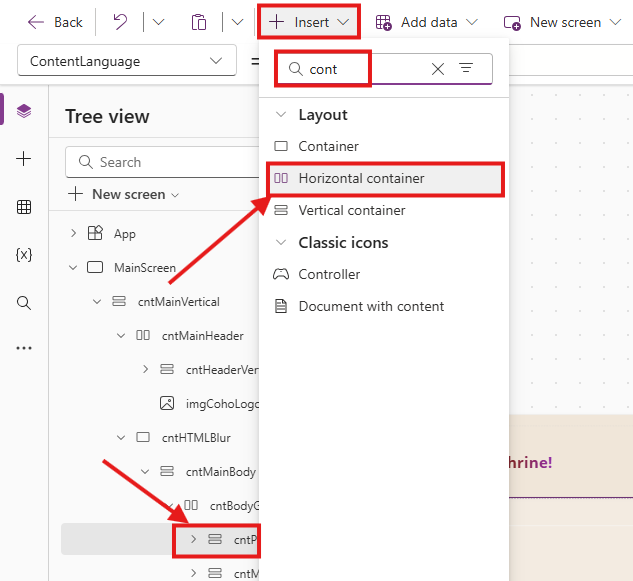 Back
Insert
Add data
New screen
ContentLanguage
=
cont
Tree view
Search
New screen
App
MainScreen
cntMainVertical
cntMainHeader
cntHeaderVer
imgCohoLogo
cntHTMLBlur
cntMainBody
cntBodyG
cntP
cntM
Layout
Container
Horizontal container
Vertical container
Classic icons
Controller
Document with content
{x}
hrine!